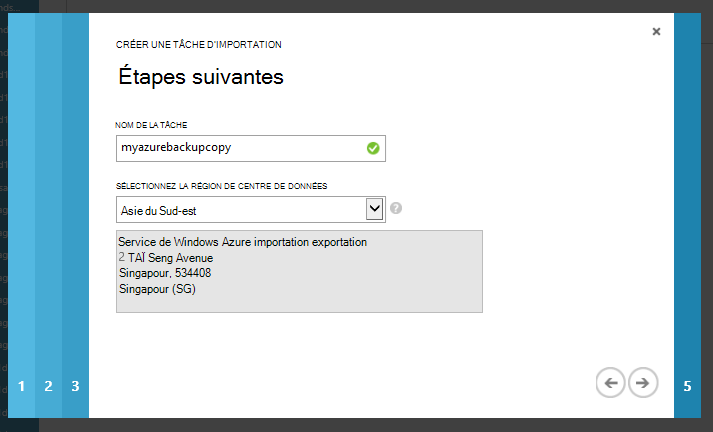 CRÉER UNE TÂCHE D'IMPORTATION
Étapes suivantes
NOM DE LA TÂCHE
myazurebackupcopy
SÉLECTIONNEZ LA RÉGION DE CENTRE DE DONNÉES
Asie du Sud-est
?
Service de Windows Azure importation exportation
2 TAÏ Seng Avenue
Singapour, 534408
Singapour (SG)
1 2 3 5